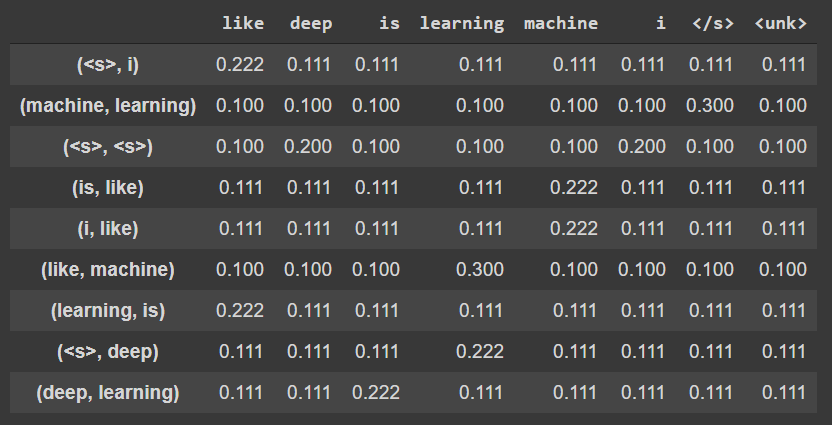 like deep is learning machine i </s> <unk>
(<s>, i) 0.222 0.111 0.111 0.111 0.111 0.111 0.111 0.111
(machine, learning) 0.100 0.100 0.100 0.100 0.100 0.100 0.300 0.100
(<s>, <s>) 0.100 0.200 0.100 0.100 0.100 0.200 0.100 0.100
(is, like) 0.111 0.111 0.111 0.111 0.222 0.111 0.111 0.111
(i, like) 0.111 0.111 0.111 0.111 0.222 0.111 0.111 0.111
(like, machine) 0.100 0.100 0.100 0.300 0.100 0.100 0.100 0.100
(learning, is) 0.222 0.111 0.111 0.111 0.111 0.111 0.111 0.111
(<s>, deep) 0.111 0.111 0.111 0.222 0.111 0.111 0.111 0.111
(deep, learning) 0.111 0.111 0.222 0.111 0.111 0.111 0.111 0.111